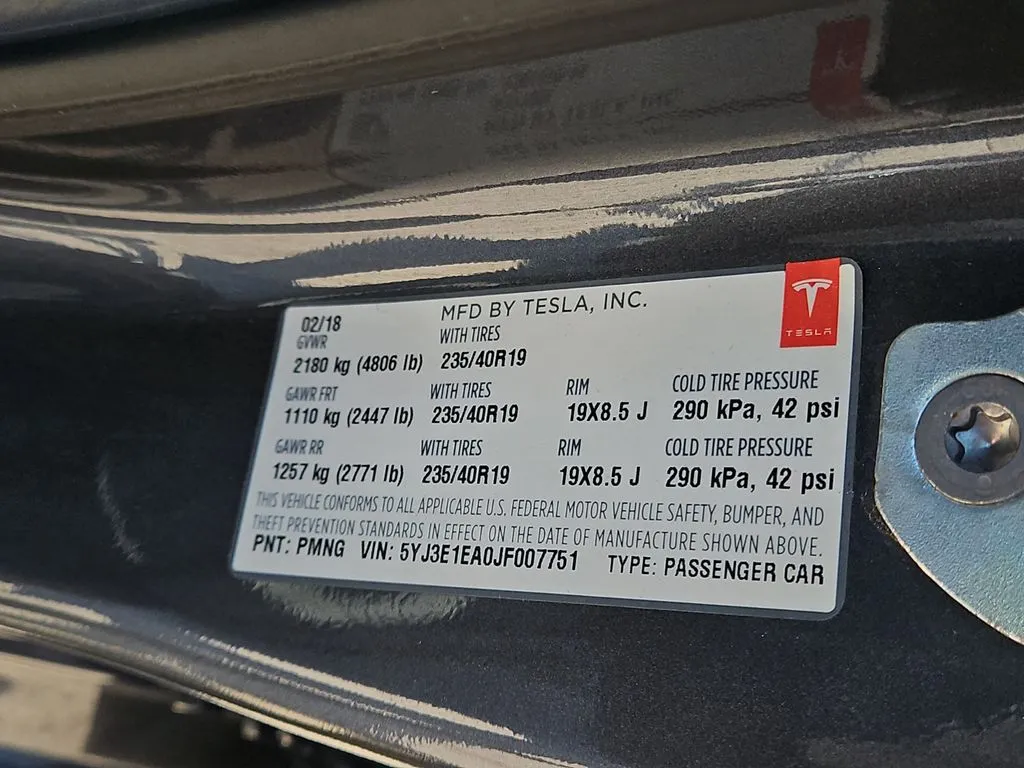 MFD BY TESLA, INC.
TESLA
02/18
GVWR WITH TIRES
2180 kg (4806 lb) 235/40R19
GAWR FRT WITH TIRES RIM COLD TIRE PRESSURE
1110 kg (2447 lb) 235/40R19 19X8.5 J 290 kPa, 42 psi
GAWR RR WITH TIRES RIM COLD TIRE PRESSURE
1257 kg (2771 lb) 235/40R19 19X8.5 J 290 kPa, 42 psi
THIS VEHICLE CONFORMS TO ALL APPLICABLE U.S. FEDERAL MOTOR VEHICLE SAFETY, BUMPER, AND
THEFT PREVENTION STANDARDS IN EFFECT ON THE DATE OF MANUFACTURE SHOWN ABOVE.
PNT: PMNG VIN: 5YJ3E1EA0JF007751 TYPE: PASSENGER CAR